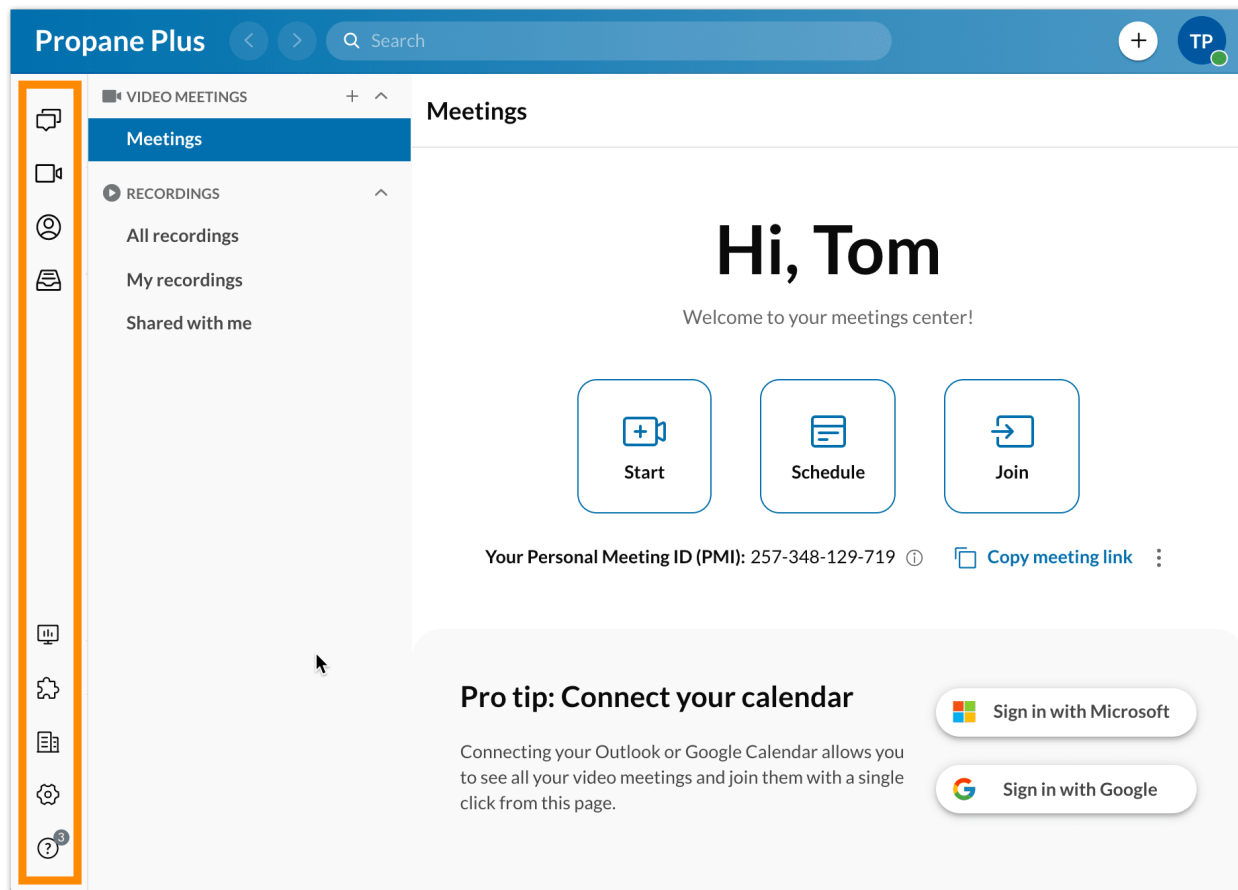 Propane Plus
Search
TP
VIDEO MEETINGS
Meetings
RECORDINGS
All recordings
My recordings
Shared with me
3
Meetings
Hi, Tom
Welcome to your meetings center!
Start
Schedule
Join
Your Personal Meeting ID (PMI): 257-348-129-719
Copy meeting link
Pro tip: Connect your calendar
Connecting your Outlook or Google Calendar allows you
to see all your video meetings and join them with a single
click from this page.
Sign in with Microsoft
Sign in with Google